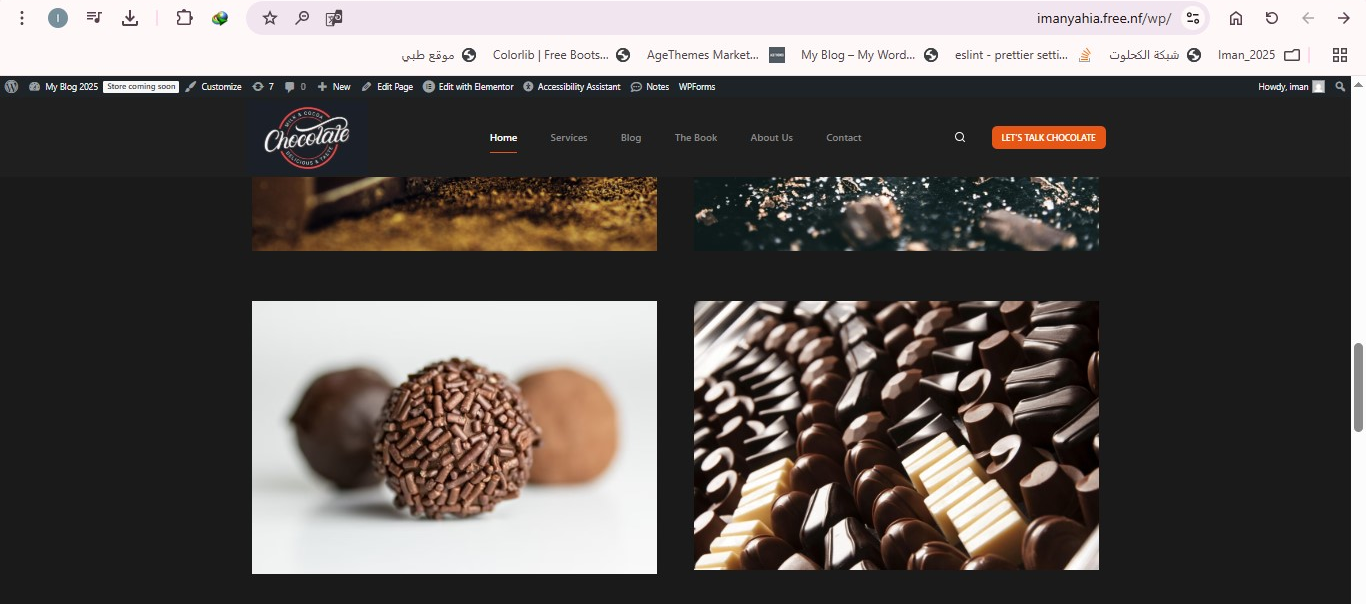 imanyahia.free.nf/wp/
I
موقع طبي
Colorlib | Free Boots...
AgeThemes Market...
My Blog – My Word...
eslint - prettier setti...
شبكة الكحلوت
Iman_2025
My Blog 2025
Store coming soon
Customize
7
0
New
Edit Page
Edit with Elementor
Accessibility Assistant
Notes
WPForms
Howdy, iman
MILK & COCOA
Chocolate
DELICIOUS & TASTE
Home
Services
Blog
The Book
About Us
Contact
LET'S TALK CHOCOLATE